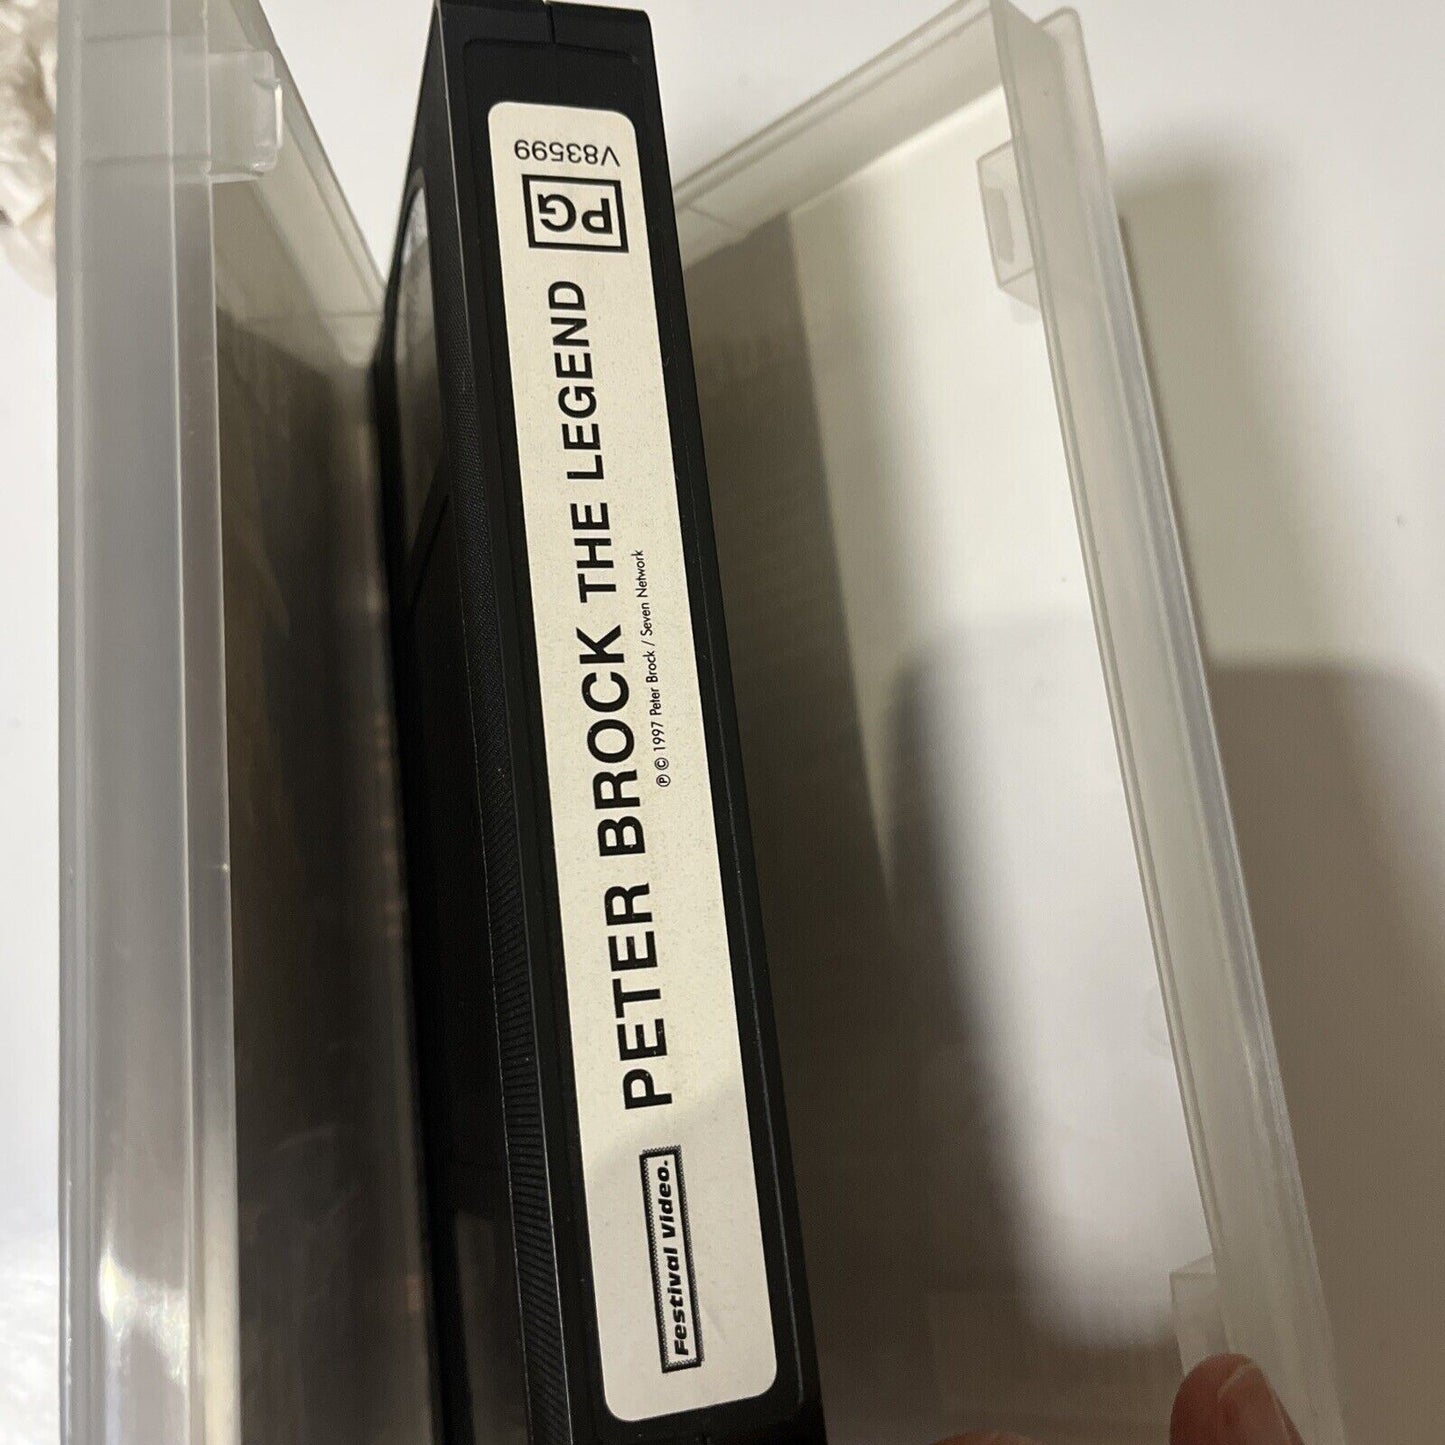 Festival Video.
PETER BROCK THE LEGEND
℗ © 1997 Peter Brock / Seven Network
PG
V83599